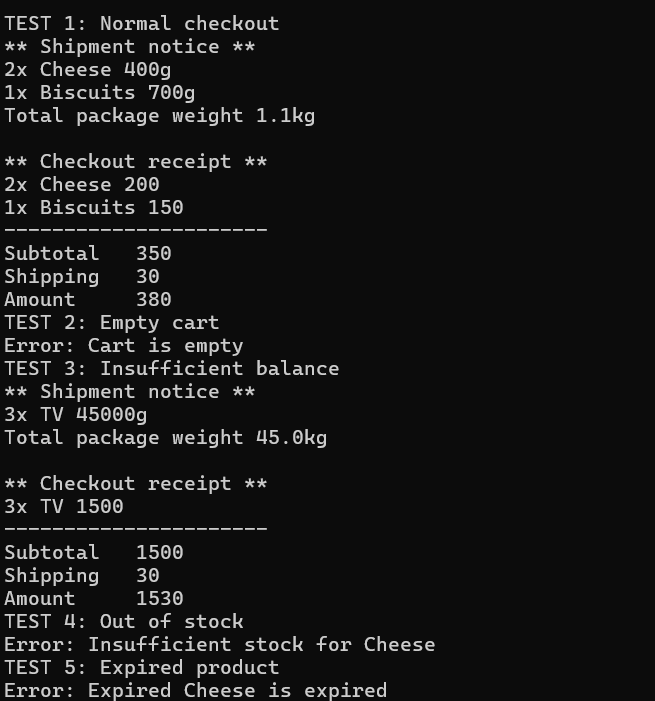 TEST 1: Normal checkout
** Shipment notice **
2x Cheese 400g
1x Biscuits 700g
Total package weight 1.1kg

** Checkout receipt **
2x Cheese 200
1x Biscuits 150
----------------------
Subtotal   350
Shipping   30
Amount     380
TEST 2: Empty cart
Error: Cart is empty
TEST 3: Insufficient balance
** Shipment notice **
3x TV 45000g
Total package weight 45.0kg

** Checkout receipt **
3x TV 1500
----------------------
Subtotal   1500
Shipping   30
Amount     1530
TEST 4: Out of stock
Error: Insufficient stock for Cheese
TEST 5: Expired product
Error: Expired Cheese is expired